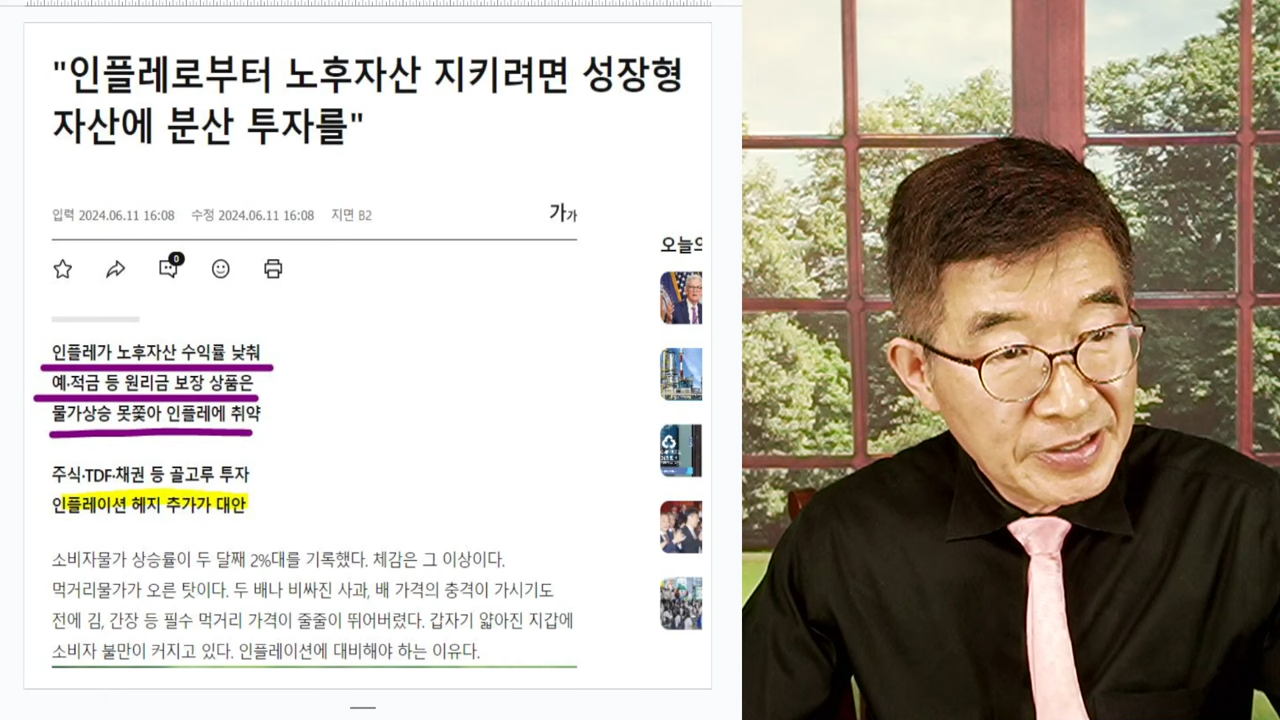 "인플레로부터 노후자산 지키려면 성장형
자산에 분산 투자를"
입력 2024.06.11 16:08 수정 2024.06.11 16:08 지면 B2
가가
오늘의
0
인플레가 노후자산 수익률 낮춰
예·적금 등 원리금 보장 상품은
물가상승 못쫓아 인플레에 취약
주식·TDF·채권 등 골고루 투자
인플레이션 헤지 추가가 대안
소비자물가 상승률이 두 달째 2%대를 기록했다. 체감은 그 이상이다.
먹거리물가가 오른 탓이다. 두 배나 비싸진 사과, 배 가격의 충격이 가시기도
전에 김, 간장 등 필수 먹거리 가격이 줄줄이 뛰어버렸다. 갑자기 얇아진 지갑에
소비자 불만이 커지고 있다. 인플레이션에 대비해야 하는 이유다.